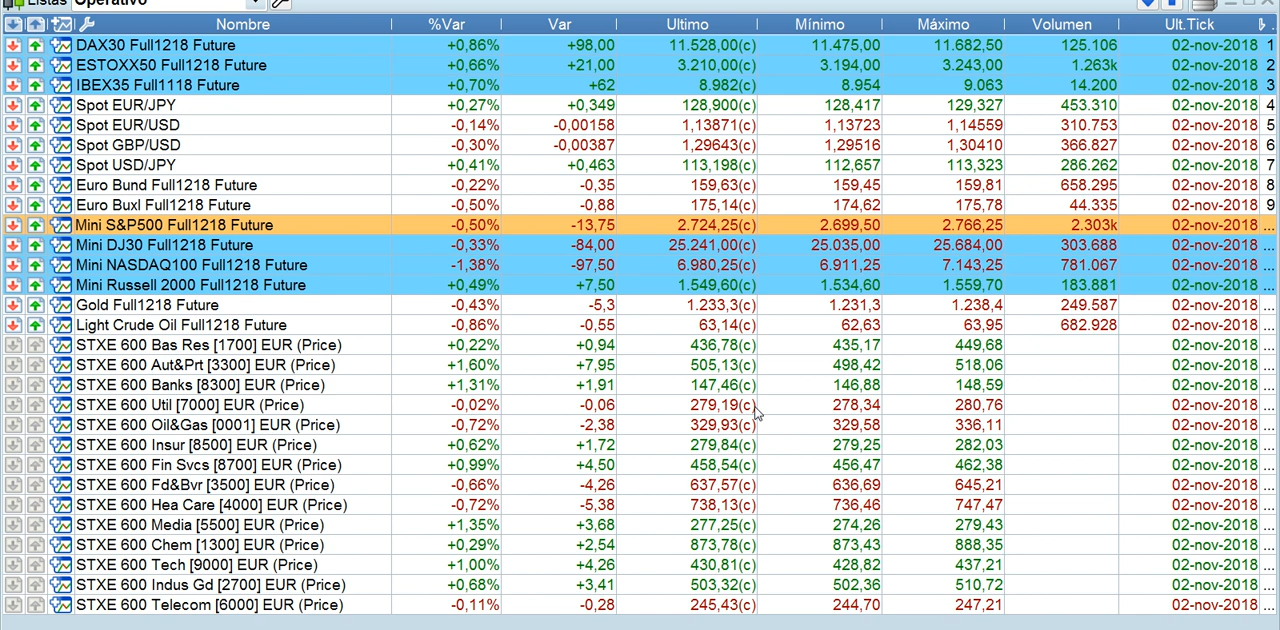 Listas Operativo
Nombre %Var Var Ultimo Mínimo Máximo Volumen Ult.Tick
DAX30 Full1218 Future +0,86% +98,00 11.528,00(c) 11.475,00 11.682,50 125.106 02-nov-2018 1
ESTOXX50 Full1218 Future +0,66% +21,00 3.210,00(c) 3.194,00 3.243,00 1.263k 02-nov-2018 2
IBEX35 Full1118 Future +0,70% +62 8.982(c) 8.954 9.063 14.200 02-nov-2018 3
Spot EUR/JPY +0,27% +0,349 128,900(c) 128,417 129,327 453.310 02-nov-2018 4
Spot EUR/USD -0,14% -0,00158 1,13871(c) 1,13723 1,14559 310.753 02-nov-2018 5
Spot GBP/USD -0,30% -0,00387 1,29643(c) 1,29516 1,30410 366.827 02-nov-2018 6
Spot USD/JPY +0,41% +0,463 113,198(c) 112,657 113,323 286.262 02-nov-2018 7
Euro Bund Full1218 Future -0,22% -0,35 159,63(c) 159,45 159,81 658.295 02-nov-2018 8
Euro Buxl Full1218 Future -0,50% -0,88 175,14(c) 174,62 175,78 44.335 02-nov-2018 9
Mini S&P500 Full1218 Future -0,50% -13,75 2.724,25(c) 2.699,50 2.766,25 2.303k 02-nov-2018 ...
Mini DJ30 Full1218 Future -0,33% -84,00 25.241,00(c) 25.035,00 25.684,00 303.688 02-nov-2018 ...
Mini NASDAQ100 Full1218 Future -1,38% -97,50 6.980,25(c) 6.911,25 7.143,25 781.067 02-nov-2018 ...
Mini Russell 2000 Full1218 Future +0,49% +7,50 1.549,60(c) 1.534,60 1.559,70 183.881 02-nov-2018 ...
Gold Full1218 Future -0,43% -5,3 1.233,3(c) 1.231,3 1.238,4 249.587 02-nov-2018 ...
Light Crude Oil Full1218 Future -0,86% -0,55 63,14(c) 62,63 63,95 682.928 02-nov-2018 ...
STXE 600 Bas Res [1700] EUR (Price) +0,22% +0,94 436,78(c) 435,17 449,68 02-nov-2018 ...
STXE 600 Aut&Prt [3300] EUR (Price) +1,60% +7,95 505,13(c) 498,42 518,06 02-nov-2018 ...
STXE 600 Banks [8300] EUR (Price) +1,31% +1,91 147,46(c) 146,88 148,59 02-nov-2018 ...
STXE 600 Util [7000] EUR (Price) -0,02% -0,06 279,19(c) 278,34 280,76 02-nov-2018 ...
STXE 600 Oil&Gas [0001] EUR (Price) -0,72% -2,38 329,93(c) 329,58 336,11 02-nov-2018 ...
STXE 600 Insur [8500] EUR (Price) +0,62% +1,72 279,84(c) 279,25 282,03 02-nov-2018 ...
STXE 600 Fin Svcs [8700] EUR (Price) +0,99% +4,50 458,54(c) 456,47 462,38 02-nov-2018 ...
STXE 600 Fd&Bvr [3500] EUR (Price) -0,66% -4,26 637,57(c) 636,69 645,21 02-nov-2018 ...
STXE 600 Hea Care [4000] EUR (Price) -0,72% -5,38 738,13(c) 736,46 747,47 02-nov-2018 ...
STXE 600 Media [5500] EUR (Price) +1,35% +3,68 277,25(c) 274,26 279,43 02-nov-2018 ...
STXE 600 Chem [1300] EUR (Price) +0,29% +2,54 873,78(c) 873,43 888,35 02-nov-2018 ...
STXE 600 Tech [9000] EUR (Price) +1,00% +4,26 430,81(c) 428,82 437,21 02-nov-2018 ...
STXE 600 Indus Gd [2700] EUR (Price) +0,68% +3,41 503,32(c) 502,36 510,72 02-nov-2018 ...
STXE 600 Telecom [6000] EUR (Price) -0,11% -0,28 245,43(c) 244,70 247,21 02-nov-2018 ...